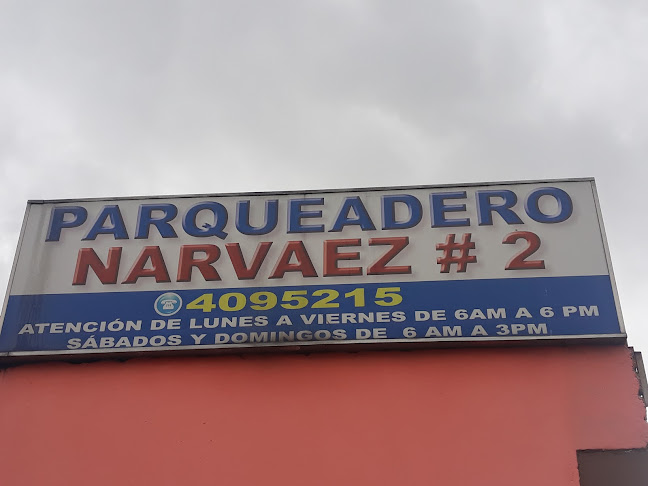 PARQUEADERO
NARVAEZ # 2
4095215
ATENCIÓN DE LUNES A VIERNES DE 6AM A 6 PM
SÁBADOS Y DOMINGOS DE 6 AM A 3PM